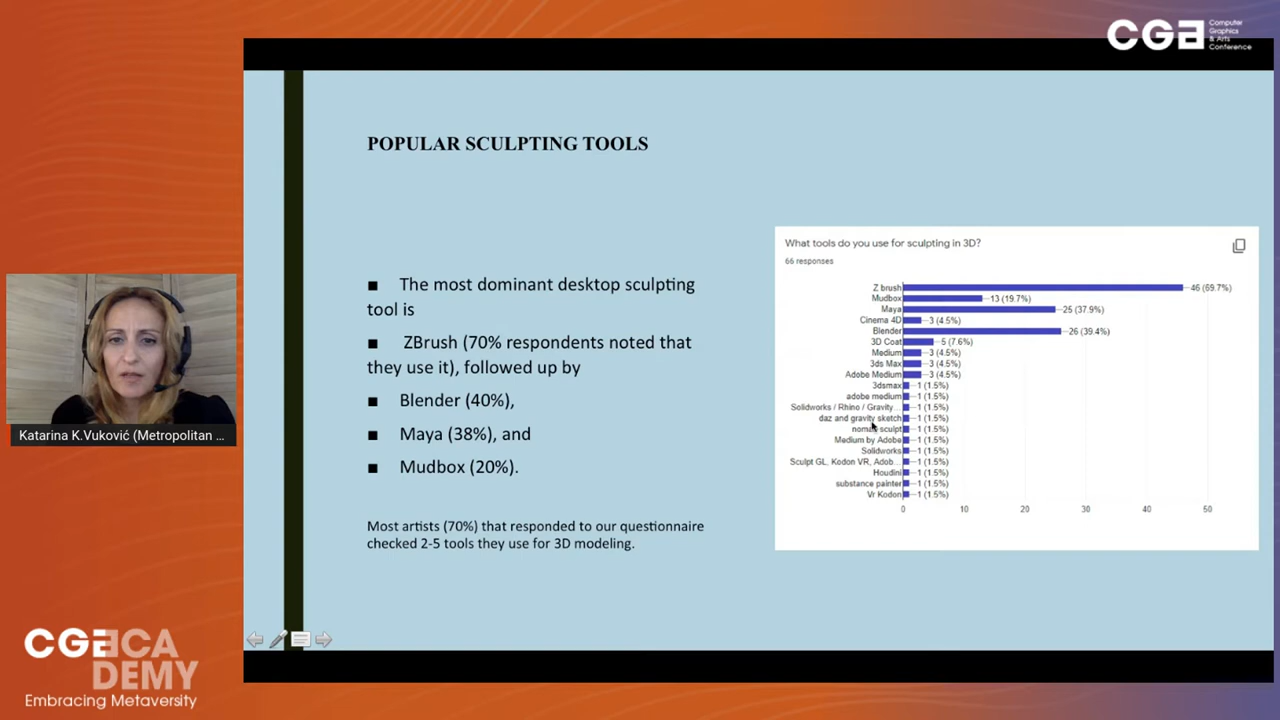 CGA Computer
Graphics
& Arts
Conference
POPULAR SCULPTING TOOLS
■ The most dominant desktop sculpting
tool is
■ ZBrush (70% respondents noted that
they use it), followed up by
■ Blender (40%),
■ Maya (38%), and
■ Mudbox (20%).
Most artists (70%) that responded to our questionnaire
checked 2-5 tools they use for 3D modeling.
What tools do you use for sculpting in 3D?
66 responses
Z brush 46 (69.7%)
Mudbox 13 (19.7%)
Maya 25 (37.9%)
Cinema 4D 3 (4.5%)
Blender 26 (39.4%)
3D Coat 5 (7.6%)
Medium 3 (4.5%)
3ds Max 3 (4.5%)
Adobe Medium 3 (4.5%)
3dsmax 1 (1.5%)
adobe medium 1 (1.5%)
Solidworks / Rhino / Gravity... 1 (1.5%)
daz and gravity sketch 1 (1.5%)
nomad sculpt 1 (1.5%)
Medium by Adobe 1 (1.5%)
Solidworks 1 (1.5%)
Sculpt GL, Kodon VR, Adob... 1 (1.5%)
Houdini 1 (1.5%)
substance painter 1 (1.5%)
Vr Kodon 1 (1.5%)
0 10 20 30 40 50
Katarina K.Vuković (Metropolitan ...
CGA ACA
DEMY
Embracing Metaversity